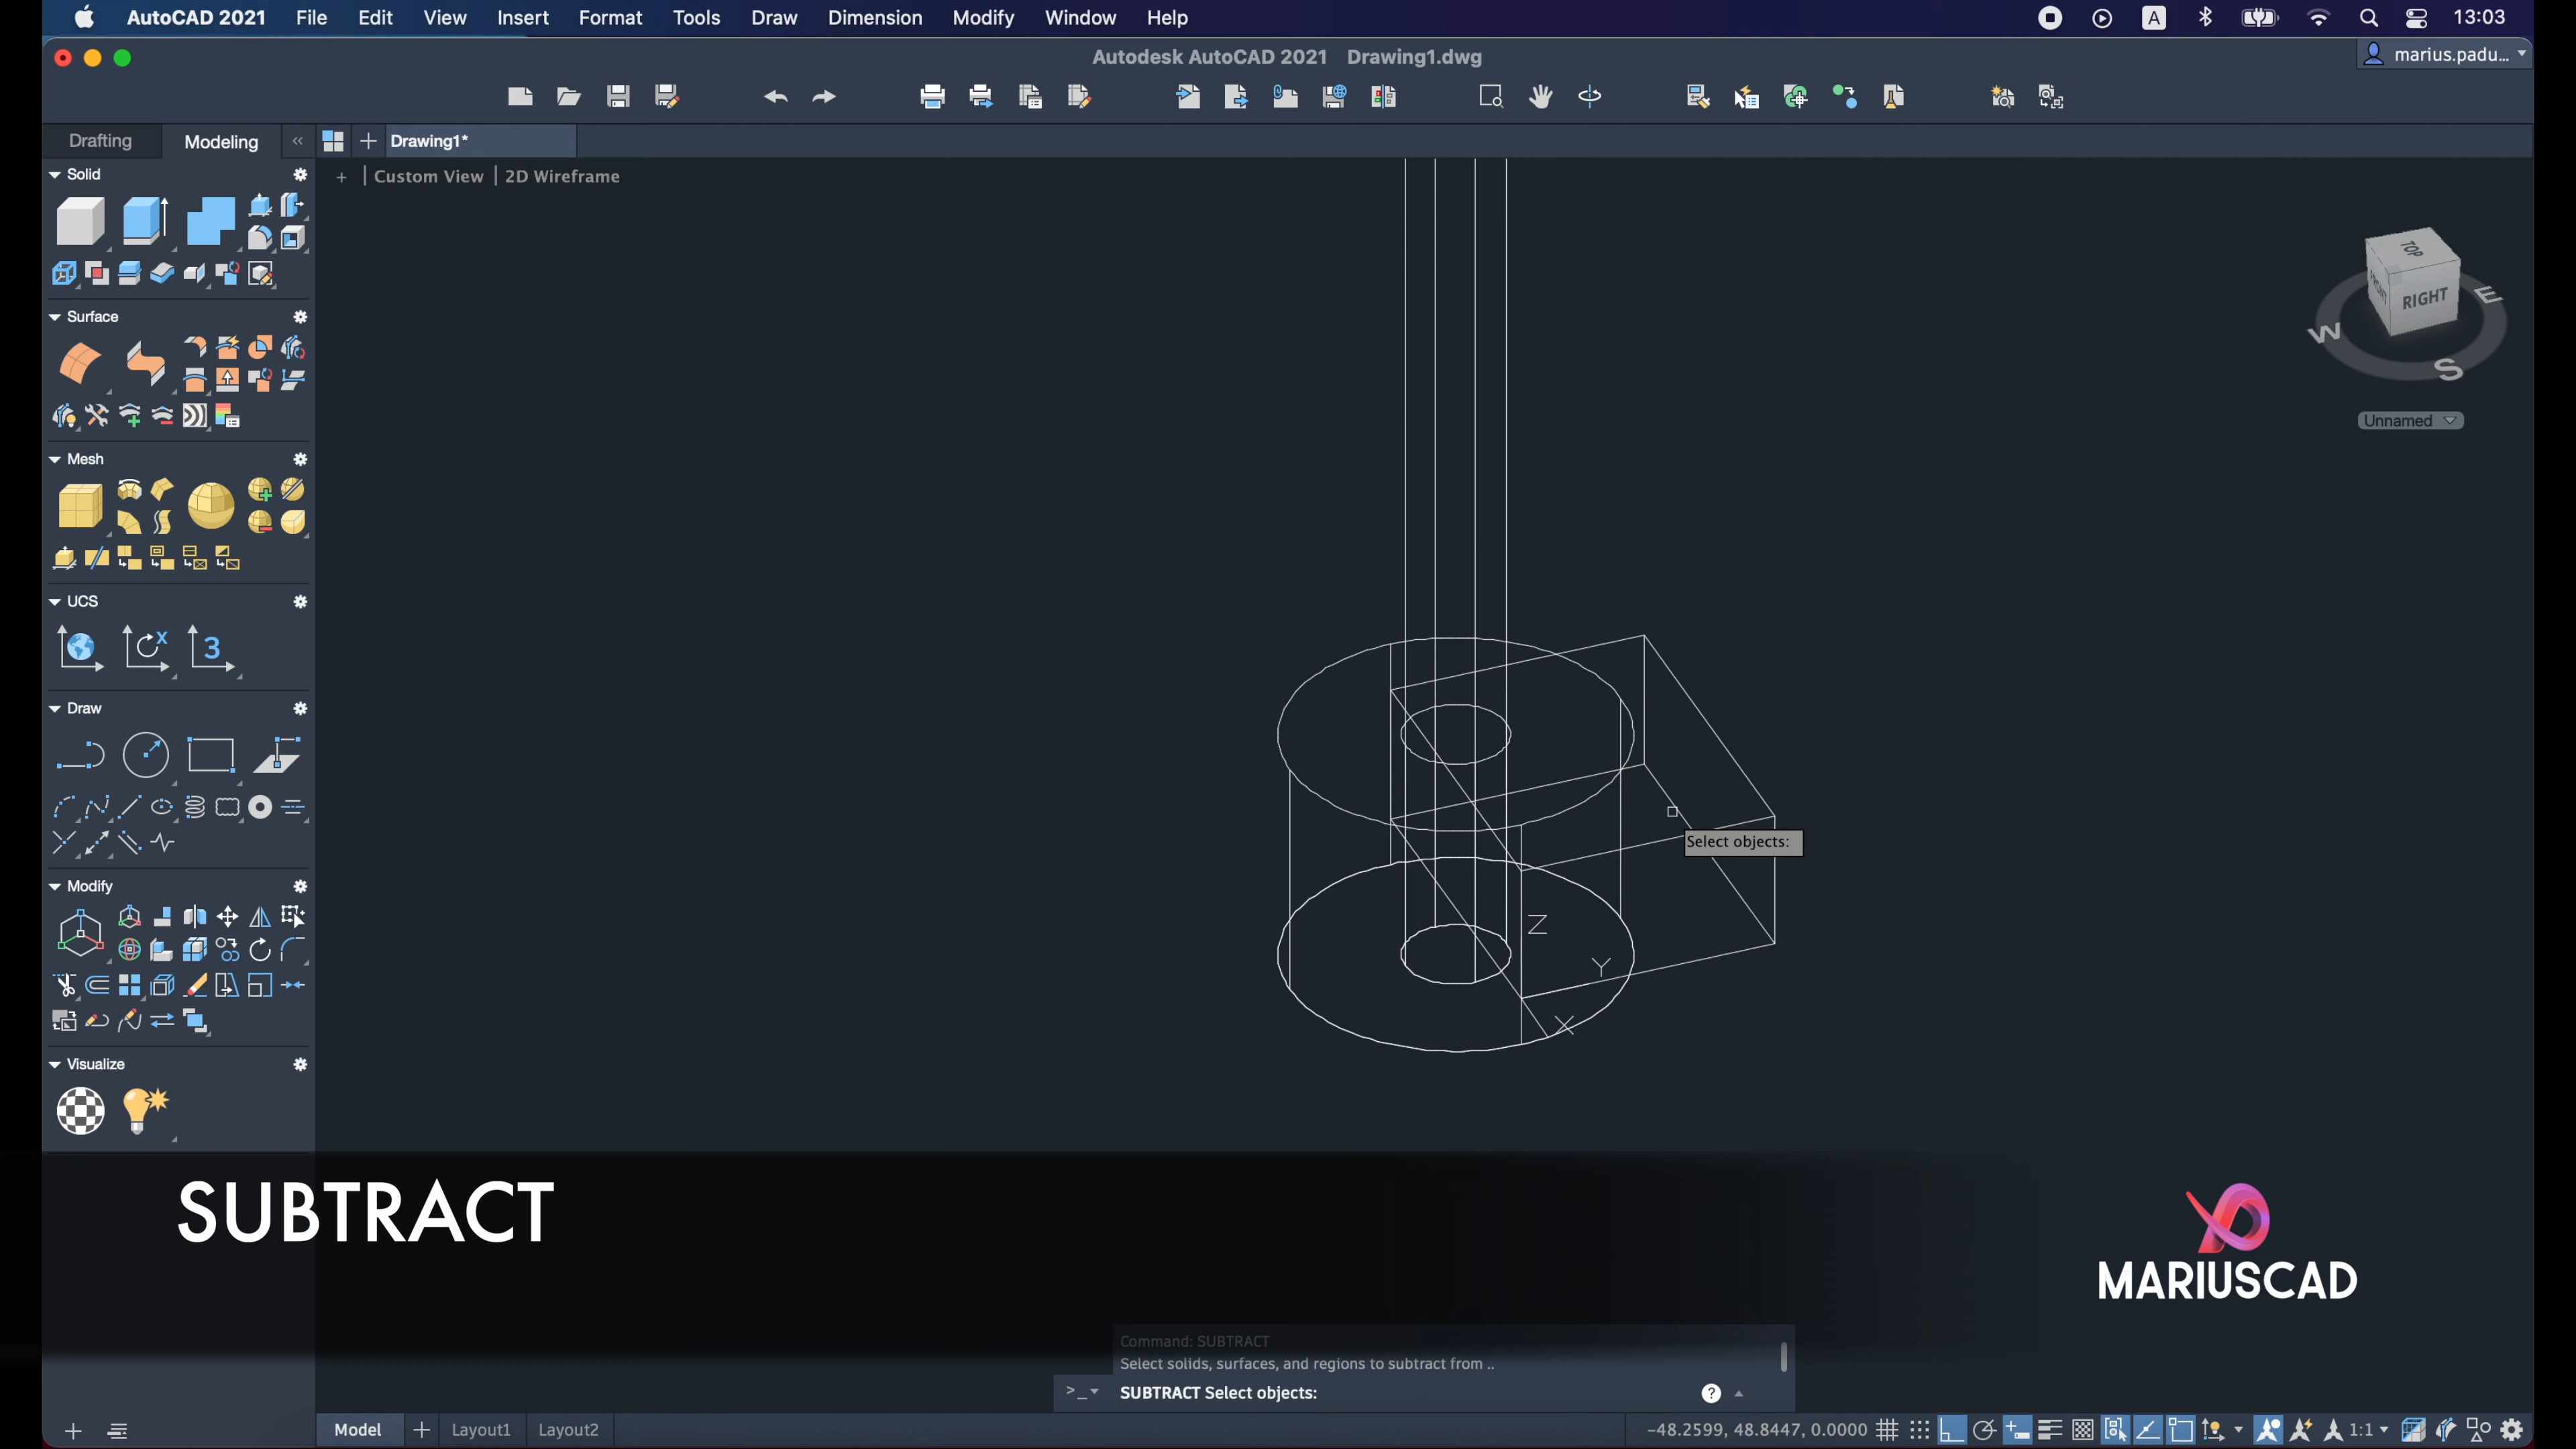 AutoCAD 2021 File Edit View Insert Format Tools Draw Dimension Modify Window Help A 13:03
Autodesk AutoCAD 2021 Drawing1.dwg
marius.padu...
Drafting Modeling « + Drawing1*
Solid
+ | Custom View | 2D Wireframe
TOP
FRONT RIGHT
W E
S
Unnamed
Surface
Mesh
UCS
X 3
Draw
Select objects:
Modify
Z
Y
X
Visualize
SUBTRACT
MARIUSCAD
Command: SUBTRACT
Select solids, surfaces, and regions to subtract from ..
>_ SUBTRACT Select objects: ?
Model + Layout1 Layout2
-48.2599, 48.8447, 0.0000 1:1